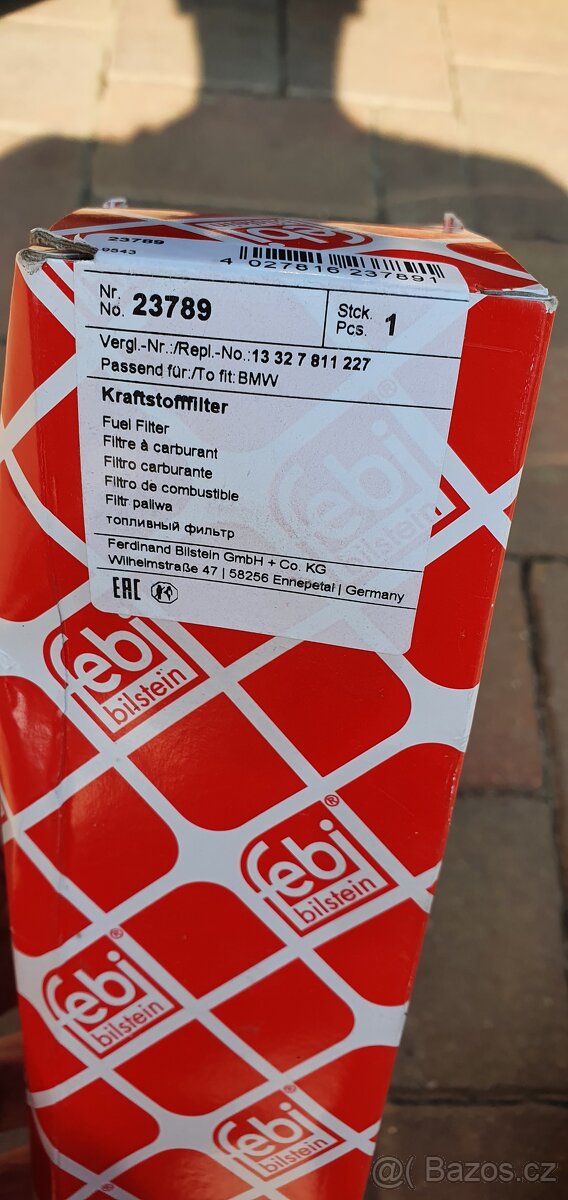 23789
9543
4 027816 237891
Nr.
No. 23789
Stck.
Pcs. 1
Vergl.-Nr.:/Repl.-No.:13 32 7 811 227
Passend für:/To fit: BMW
Kraftstofffilter
Fuel Filter
Filtre à carburant
Filtro carburante
Filtro de combustible
Filtr paliwa
топливный фильтр
Ferdinand Bilstein GmbH + Co. KG
Wilhelmstraße 47 | 58256 Ennepetal | Germany
EAC
febi
bilstein
febi
bilstein
febi
bilstein
febi
bilstein
febi
bilstein
@( Bazos.cz